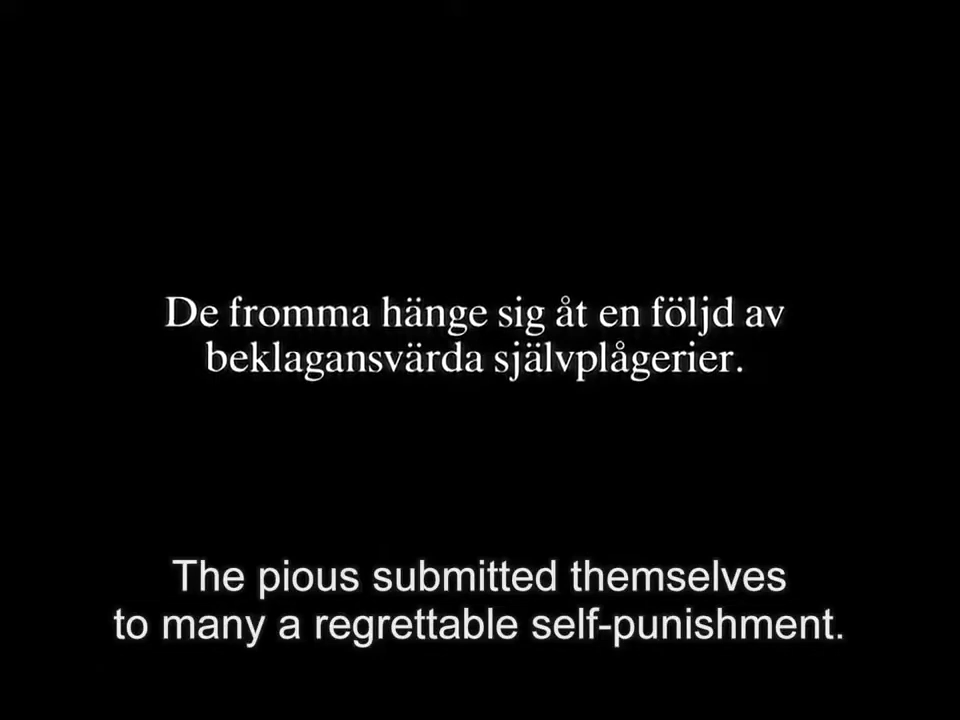 De fromma hänge sig åt en följd av
beklagansvärda självplågerier.
The pious submitted themselves
to many a regrettable self-punishment.